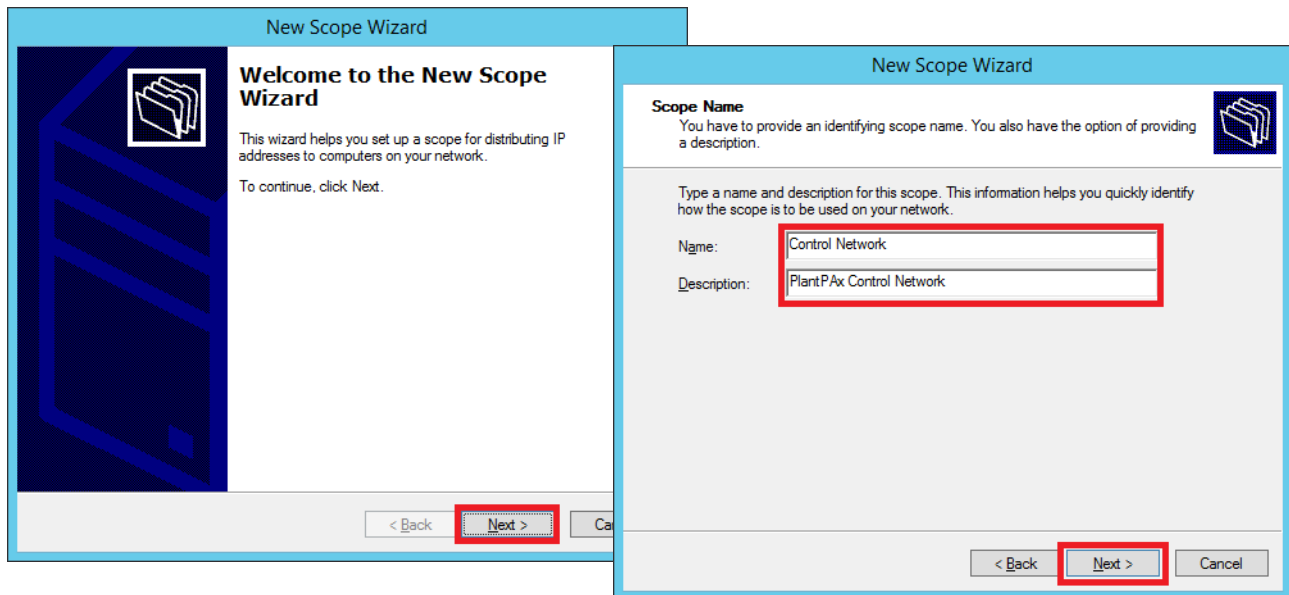 New Scope Wizard
Welcome to the New Scope
Wizard
This wizard helps you set up a scope for distributing IP
addresses to computers on your network.
To continue, click Next.
< Back
Next >
New Scope Wizard
Scope Name
You have to provide an identifying scope name. You also have the option of providing
a description.
Type a name and description for this scope. This information helps you quickly identify
how the scope is to be used on your network.
Name:
Control Network
Description:
PlantPAx Control Network
< Back
Next >
Cancel